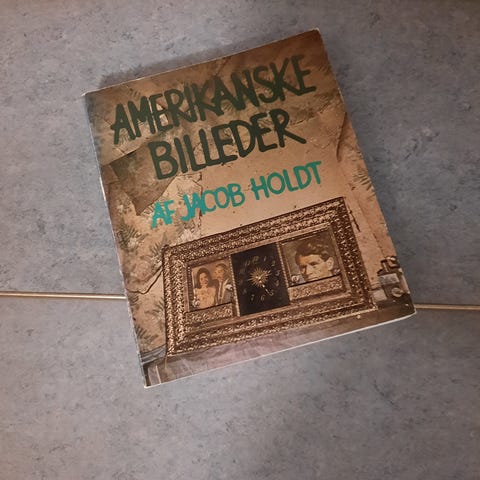 AMERIKANSKE
BILLEDER
AF JACOB HOLDT